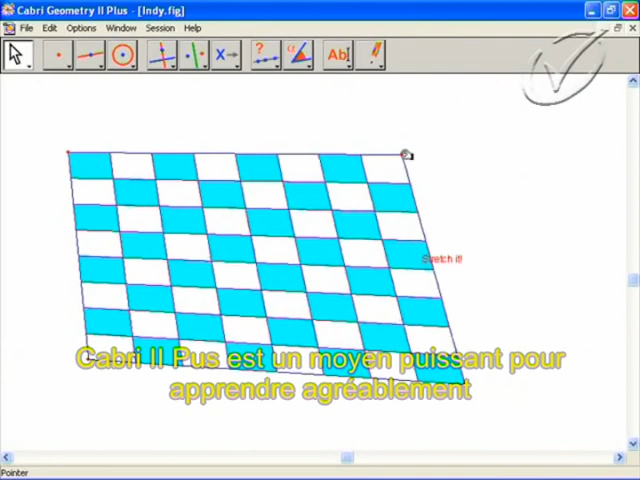 Cabri Geometry II Plus - [Indy.fig]
File Edit Options Window Session Help
? α Ab
Stretch it!
Cabri II Pus est un moyen puissant pour
apprendre agréablement
Pointer